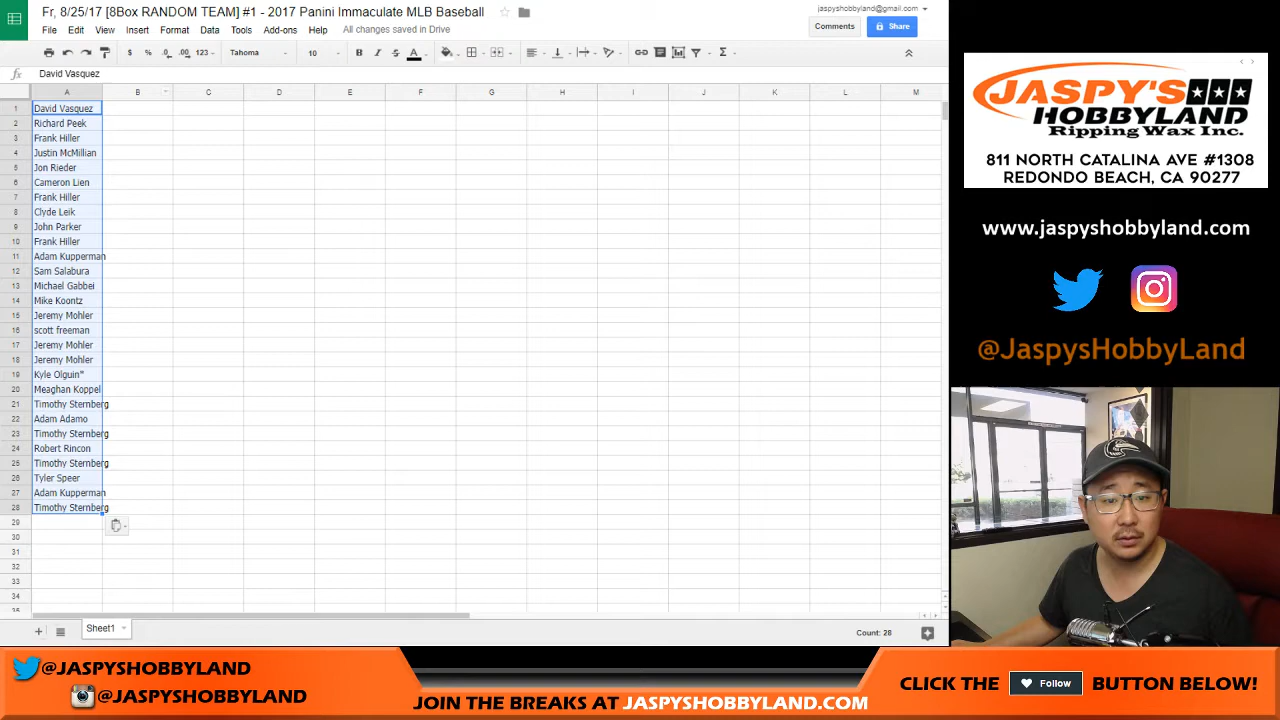 Fr, 8/25/17 [8Box RANDOM TEAM] #1 - 2017 Panini Immaculate MLB Baseball
jaspyshobbyland@gmail.com
File Edit View Insert Format Data Tools Add-ons Help All changes saved in Drive
Comments
Share
$ % .0 .00 123 Tahoma 10 B I S A Σ
fx David Vasquez
A B C D E F G H I J K L M
1 David Vasquez
2 Richard Peek
3 Frank Hiller
4 Justin McMillian
5 Jon Rieder
6 Cameron Lien
7 Frank Hiller
8 Clyde Leik
9 John Parker
10 Frank Hiller
11 Adam Kupperman
12 Sam Salabura
13 Michael Gabbei
14 Mike Koontz
15 Jeremy Mohler
16 scott freeman
17 Jeremy Mohler
18 Jeremy Mohler
19 Kyle Olguin*
20 Meaghan Koppel
21 Timothy Sternberg
22 Adam Adamo
23 Timothy Sternberg
24 Robert Rincon
25 Timothy Sternberg
26 Tyler Speer
27 Adam Kupperman
28 Timothy Sternberg
29
30
31
32
33
34
35
Sheet1
Count: 28
JASPY'S
HOBBYLAND
Ripping Wax Inc.
811 NORTH CATALINA AVE #1308
REDONDO BEACH, CA 90277
www.jaspyshobbyland.com
@JaspysHobbyLand
@JASPYSHOBBYLAND
@JASPYSHOBBYLAND
JOIN THE BREAKS AT JASPYSHOBBYLAND.COM
CLICK THE Follow BUTTON BELOW!